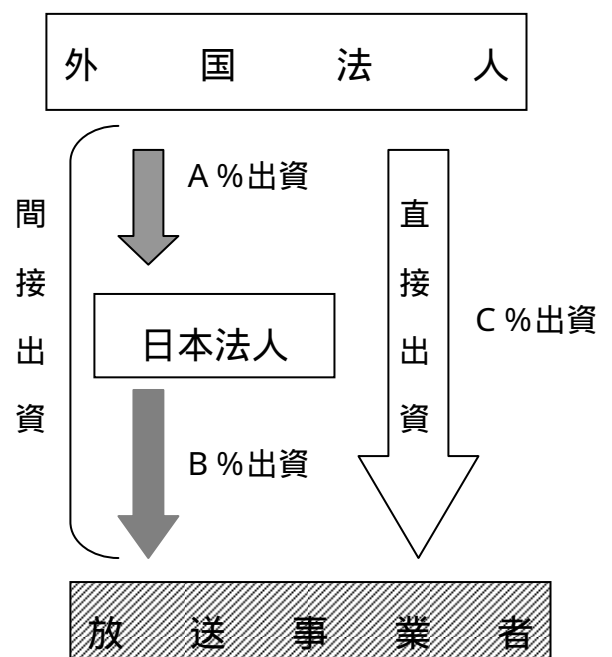 外国法人
A%出資
間接出資
直接出資
C%出資
日本法人
B%出資
放送事業者